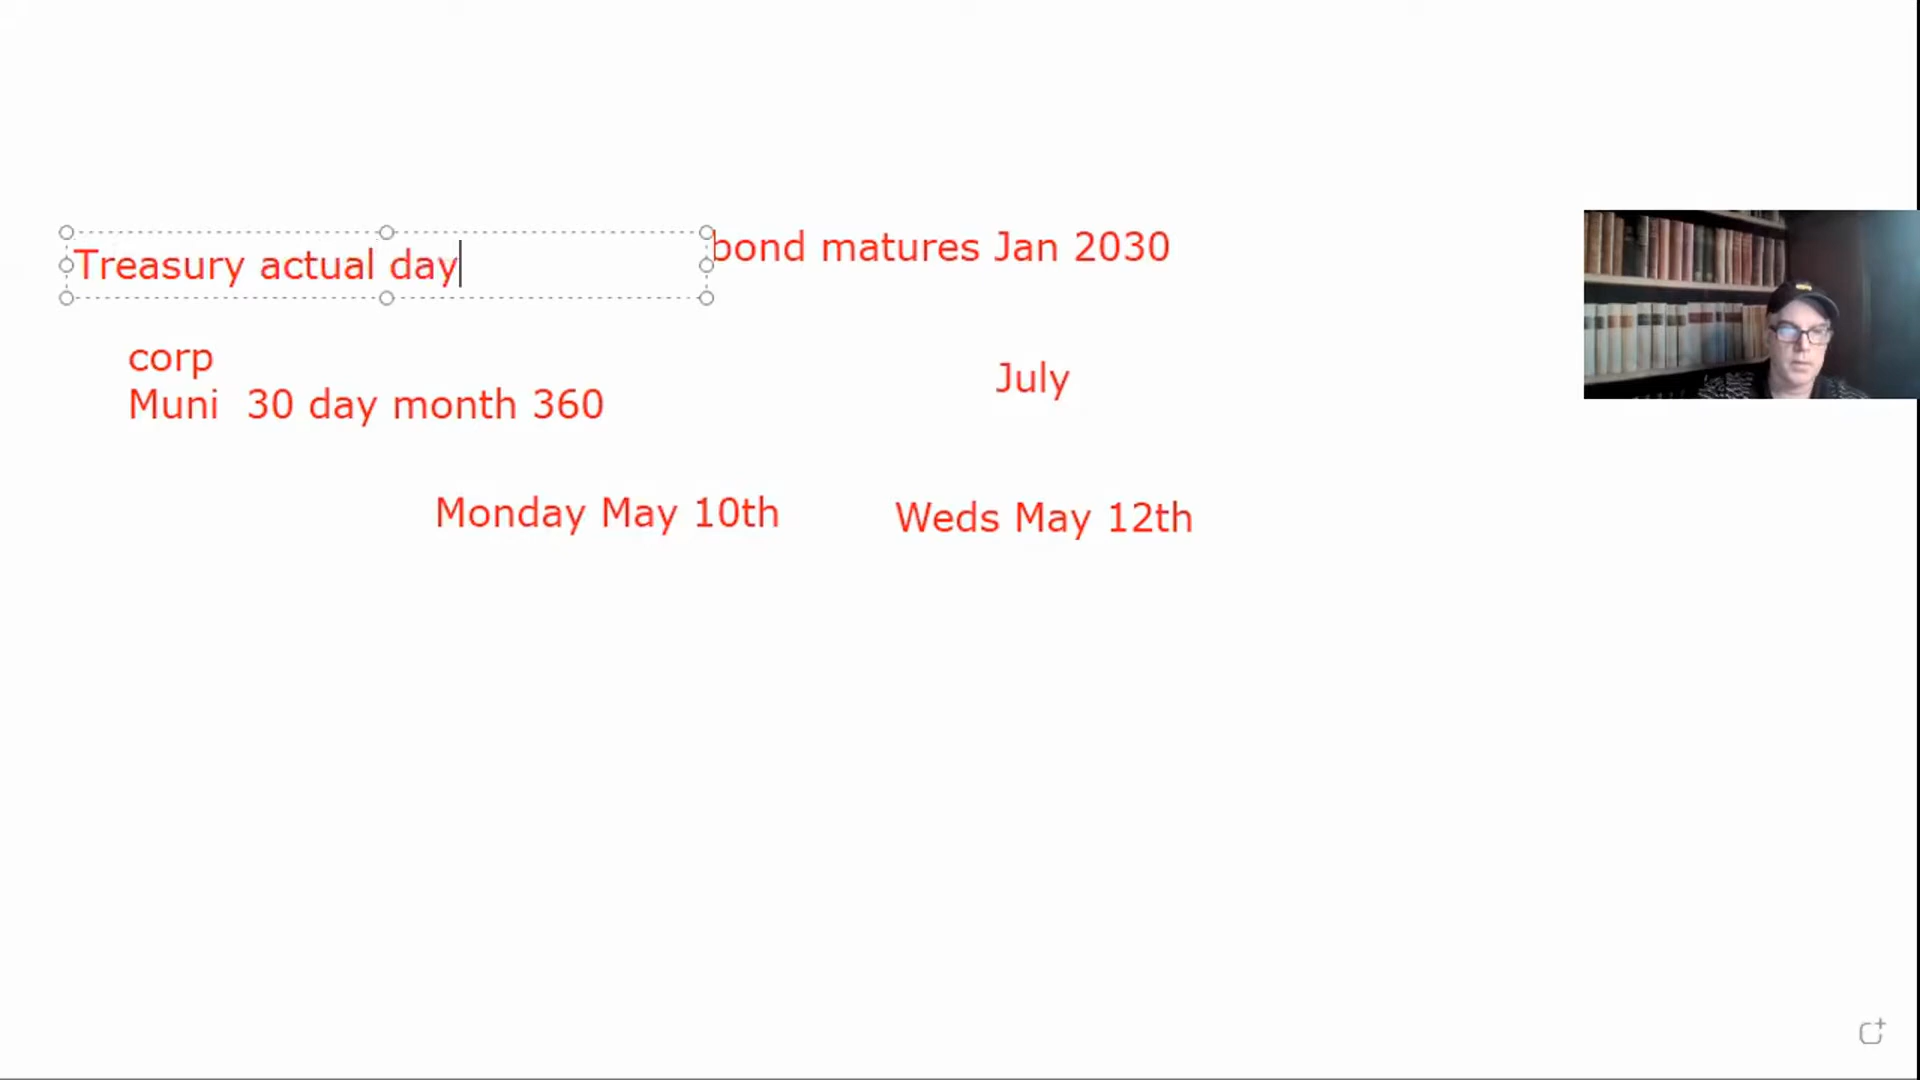 Treasury actual day
bond matures Jan 2030
corp
Muni 30 day month 360
July
Monday May 10th
Weds May 12th